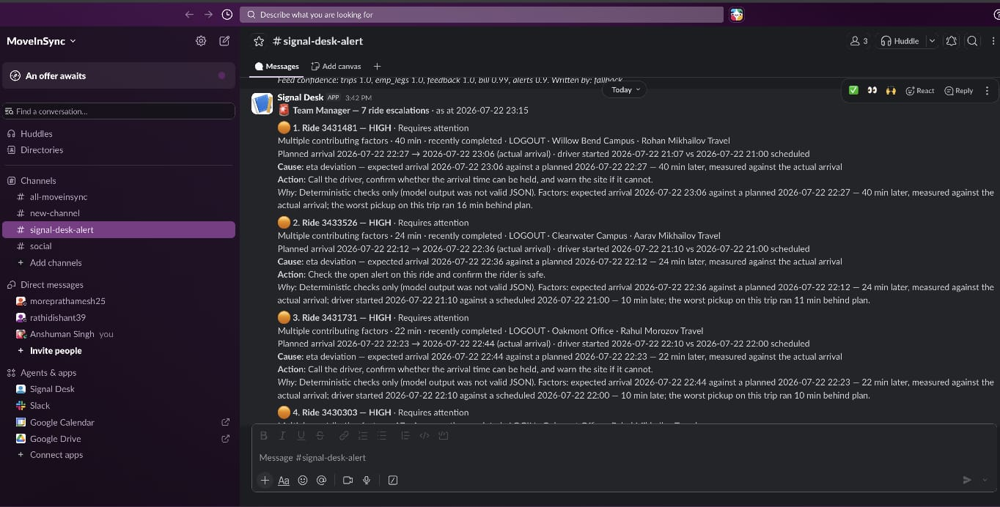 Describe what you are looking for
MoveInSync
An offer awaits
Find a conversation...
Huddles
Directories
Channels
# all-moveinsync
# new-channel
# signal-desk-alert
# social
+ Add channels
Direct messages
moreprathamesh25
rathidishant39
Anshuman Singh you
+ Invite people
Agents & apps
Signal Desk
Slack
Google Calendar
Google Drive
+ Connect apps
# signal-desk-alert
3
Huddle
Messages
Add canvas
Feed confidence: trips 1.0, emp_legs 1.0, feedback 1.0, bill 0.99, alerts 0.9. Written by: fallback
Today
React
Reply
Signal Desk APP 3:42 PM
Team Manager — 7 ride escalations · as at 2026-07-22 23:15
1. Ride 3431481 — HIGH · Requires attention
Multiple contributing factors · 40 min · recently completed · LOGOUT · Willow Bend Campus · Rohan Mikhailov Travel
Planned arrival 2026-07-22 22:27 → 2026-07-22 23:06 (actual arrival) · driver started 2026-07-22 21:07 vs 2026-07-22 21:00 scheduled
Cause: eta deviation — expected arrival 2026-07-22 23:06 against a planned 2026-07-22 22:27 — 40 min later, measured against the actual arrival
Action: Call the driver, confirm whether the arrival time can be held, and warn the site if it cannot.
Why: Deterministic checks only (model output was not valid JSON). Factors: expected arrival 2026-07-22 23:06 against a planned 2026-07-22 22:27 — 40 min later, measured against the
actual arrival; the worst pickup on this trip ran 16 min behind plan.
2. Ride 3433526 — HIGH · Requires attention
Multiple contributing factors · 24 min · recently completed · LOGOUT · Clearwater Campus · Aarav Mikhailov Travel
Planned arrival 2026-07-22 22:12 → 2026-07-22 22:36 (actual arrival) · driver started 2026-07-22 21:10 vs 2026-07-22 21:00 scheduled
Cause: eta deviation — expected arrival 2026-07-22 22:36 against a planned 2026-07-22 22:12 — 24 min later, measured against the actual arrival
Action: Check the open alert on this ride and confirm the rider is safe.
Why: Deterministic checks only (model output was not valid JSON). Factors: expected arrival 2026-07-22 22:36 against a planned 2026-07-22 22:12 — 24 min later, measured against the
actual arrival; driver started 2026-07-22 21:10 against a scheduled 2026-07-22 21:00 — 10 min late; the worst pickup on this trip ran 11 min behind plan.
3. Ride 3431731 — HIGH · Requires attention
Multiple contributing factors · 22 min · recently completed · LOGOUT · Oakmont Office · Rahul Morozov Travel
Planned arrival 2026-07-22 22:23 → 2026-07-22 22:44 (actual arrival) · driver started 2026-07-22 22:10 vs 2026-07-22 22:00 scheduled
Cause: eta deviation — expected arrival 2026-07-22 22:44 against a planned 2026-07-22 22:23 — 22 min later, measured against the actual arrival
Action: Call the driver, confirm whether the arrival time can be held, and warn the site if it cannot.
Why: Deterministic checks only (model output was not valid JSON). Factors: expected arrival 2026-07-22 22:44 against a planned 2026-07-22 22:23 — 22 min later, measured against the
actual arrival; driver started 2026-07-22 22:10 against a scheduled 2026-07-22 22:00 — 10 min late; the worst pickup on this trip ran 10 min behind plan.
4. Ride 3430303 — HIGH · Requires attention
Message #signal-desk-alert
Aa